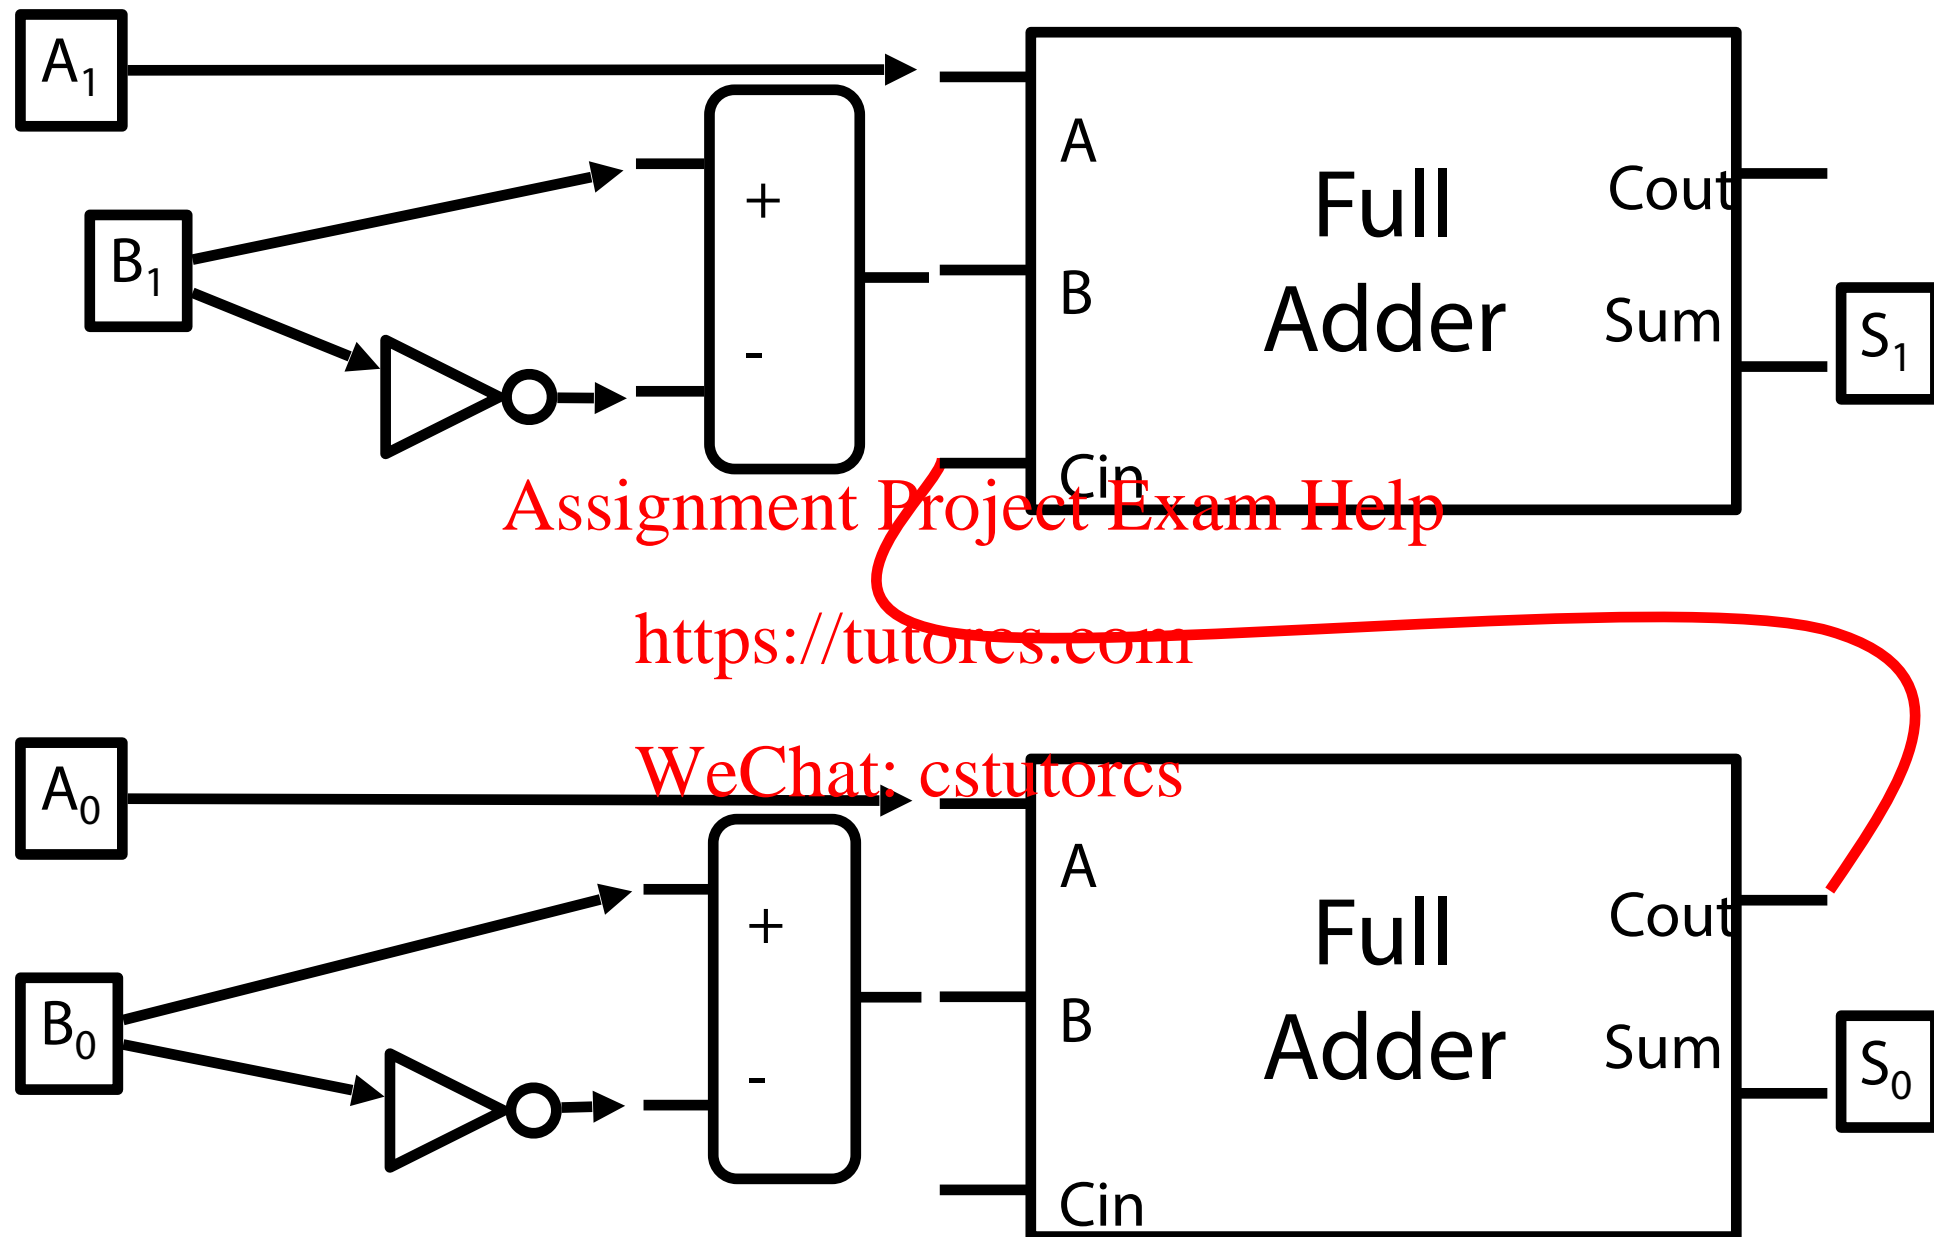 A₁
A
+
Full
Cout
B₁
B
Adder
Sum
S₁
-
Cin
Assignment Project Exam Help
https://tutorcs.com
WeChat: cstutorcs
A₀
A
+
Full
Cout
B₀
B
Adder
Sum
S₀
-
Cin